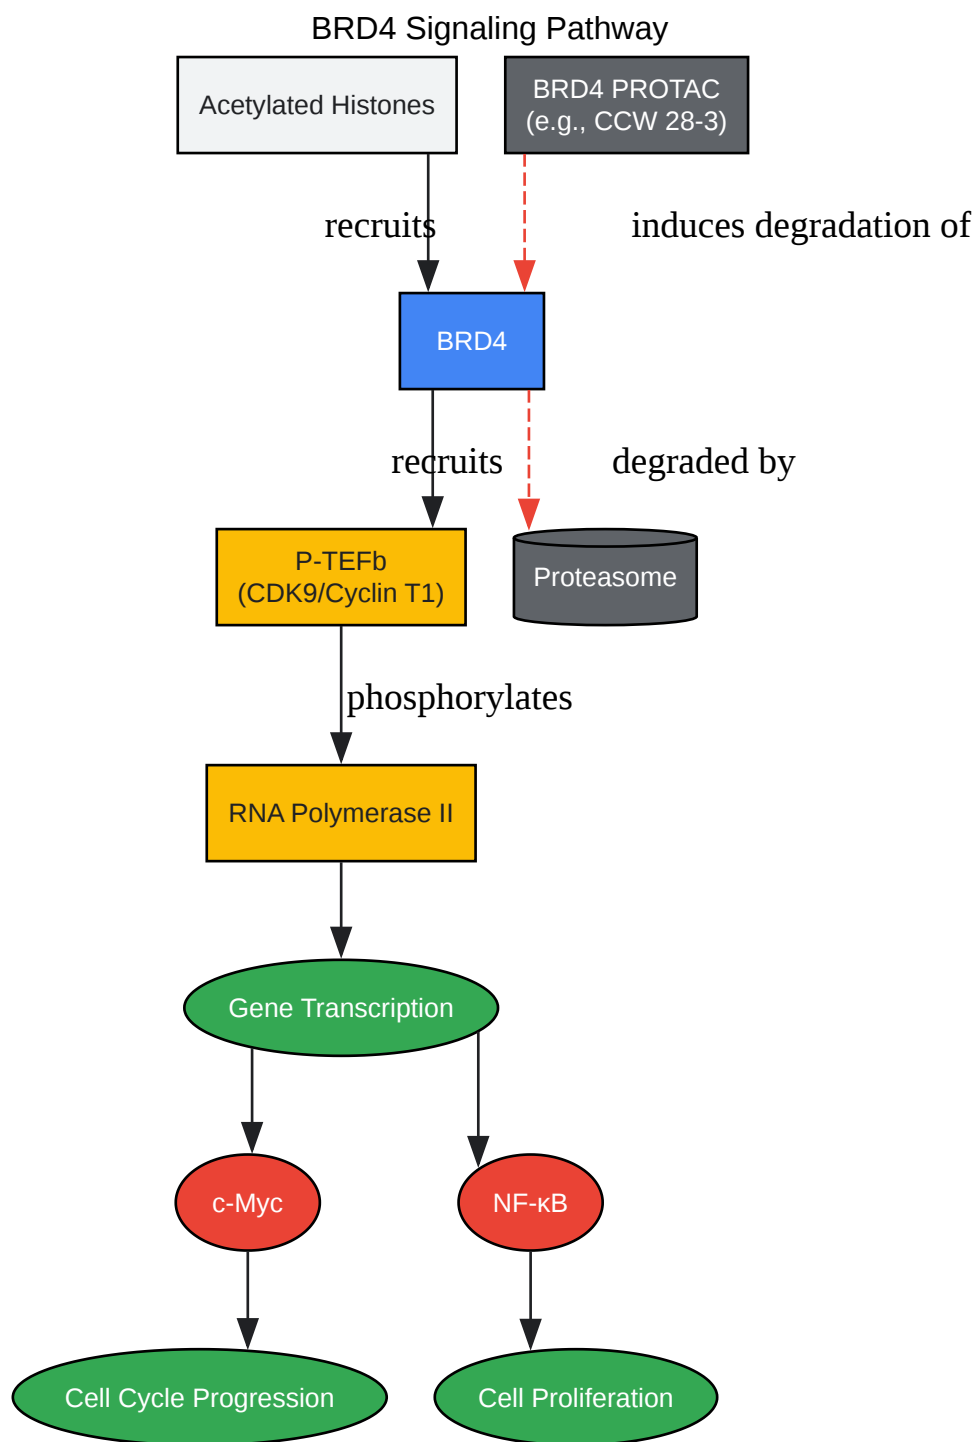 BRD4 Signaling Pathway
Acetylated Histones
BRD4 PROTAC
(e.g., CCW 28-3)
recruits
induces degradation of
BRD4
recruits
degraded by
P-TEFb
(CDK9/Cyclin T1)
Proteasome
phosphorylates
RNA Polymerase II
Gene Transcription
c-Myc
NF-κB
Cell Cycle Progression
Cell Proliferation